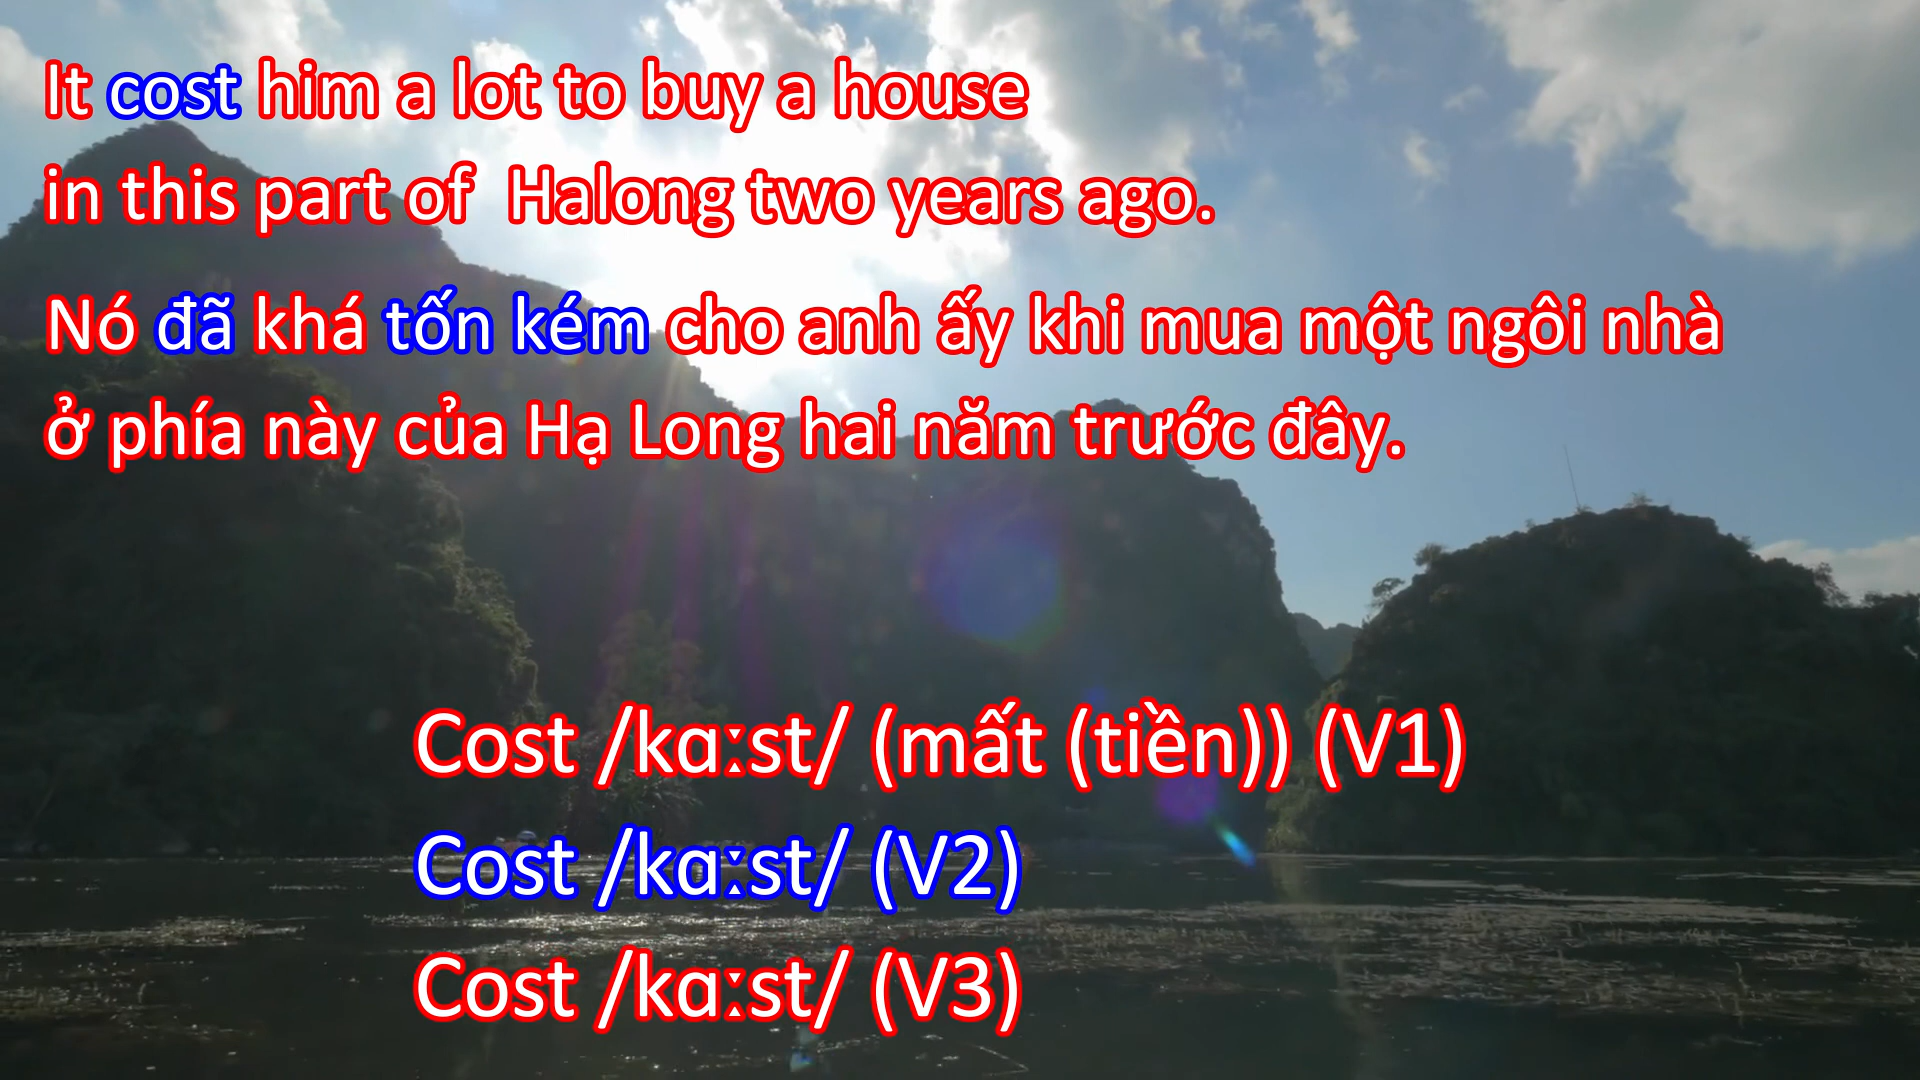 It cost him a lot to buy a house
in this part of  Halong two years ago.
Nó đã khá tốn kém cho anh ấy khi mua một ngôi nhà
ở phía này của Hạ Long hai năm trước đây.
Cost /kɑːst/ (mất (tiền)) (V1)
Cost /kɑːst/ (V2)
Cost /kɑːst/ (V3)